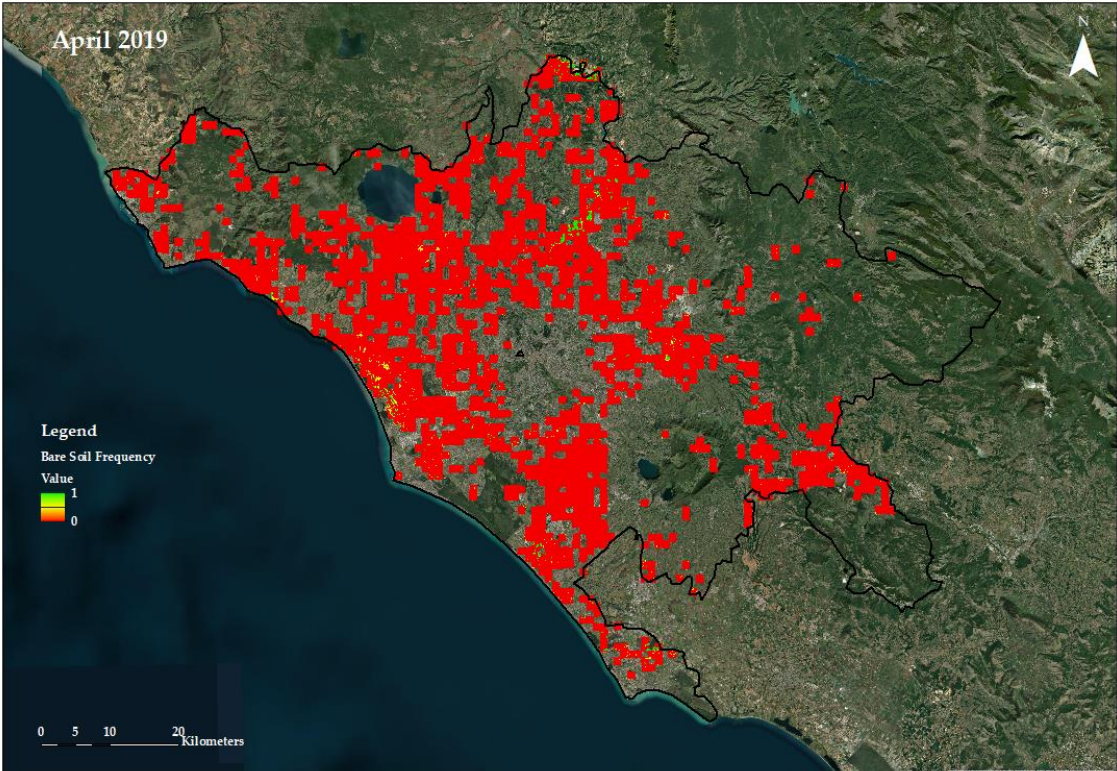 April 2019
N
Legend
Bare Soil Frequency
Value
1
0
0 5 10 20
Kilometers